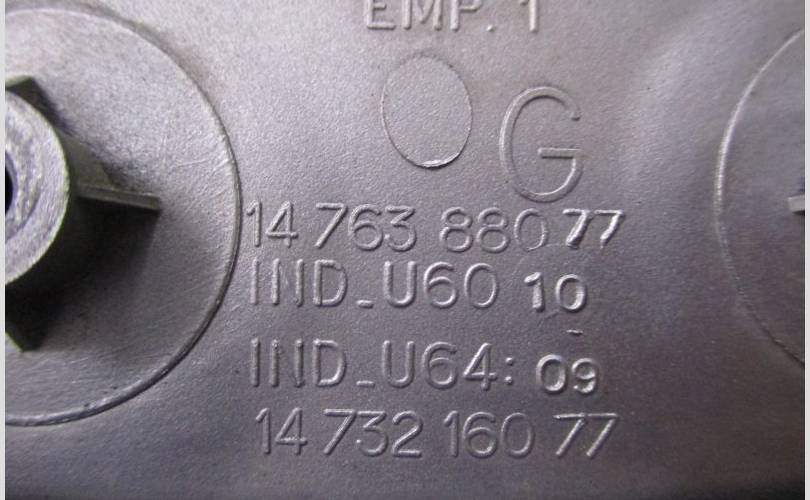 EMP. 1
G
14 763 880 77
IND_U60 10
IND_U64: 09
14 732 160 77